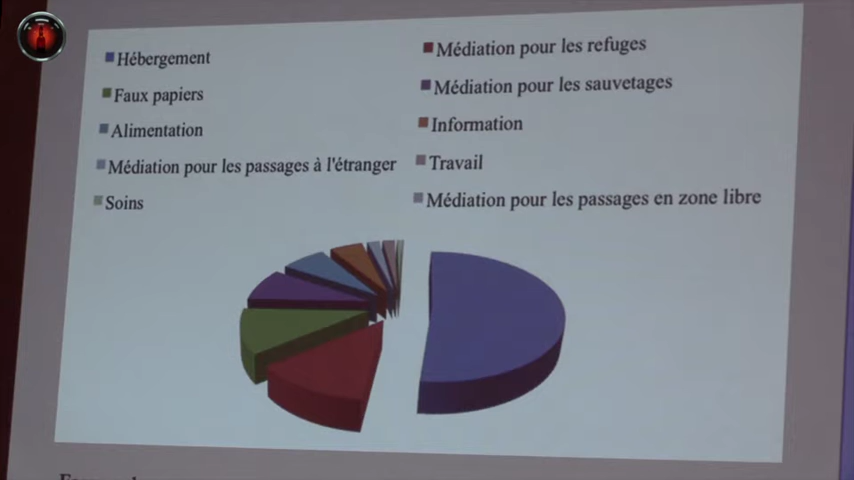 Hébergement
Médiation pour les refuges
Faux papiers
Médiation pour les sauvetages
Alimentation
Information
Médiation pour les passages à l'étranger
Travail
Soins
Médiation pour les passages en zone libre